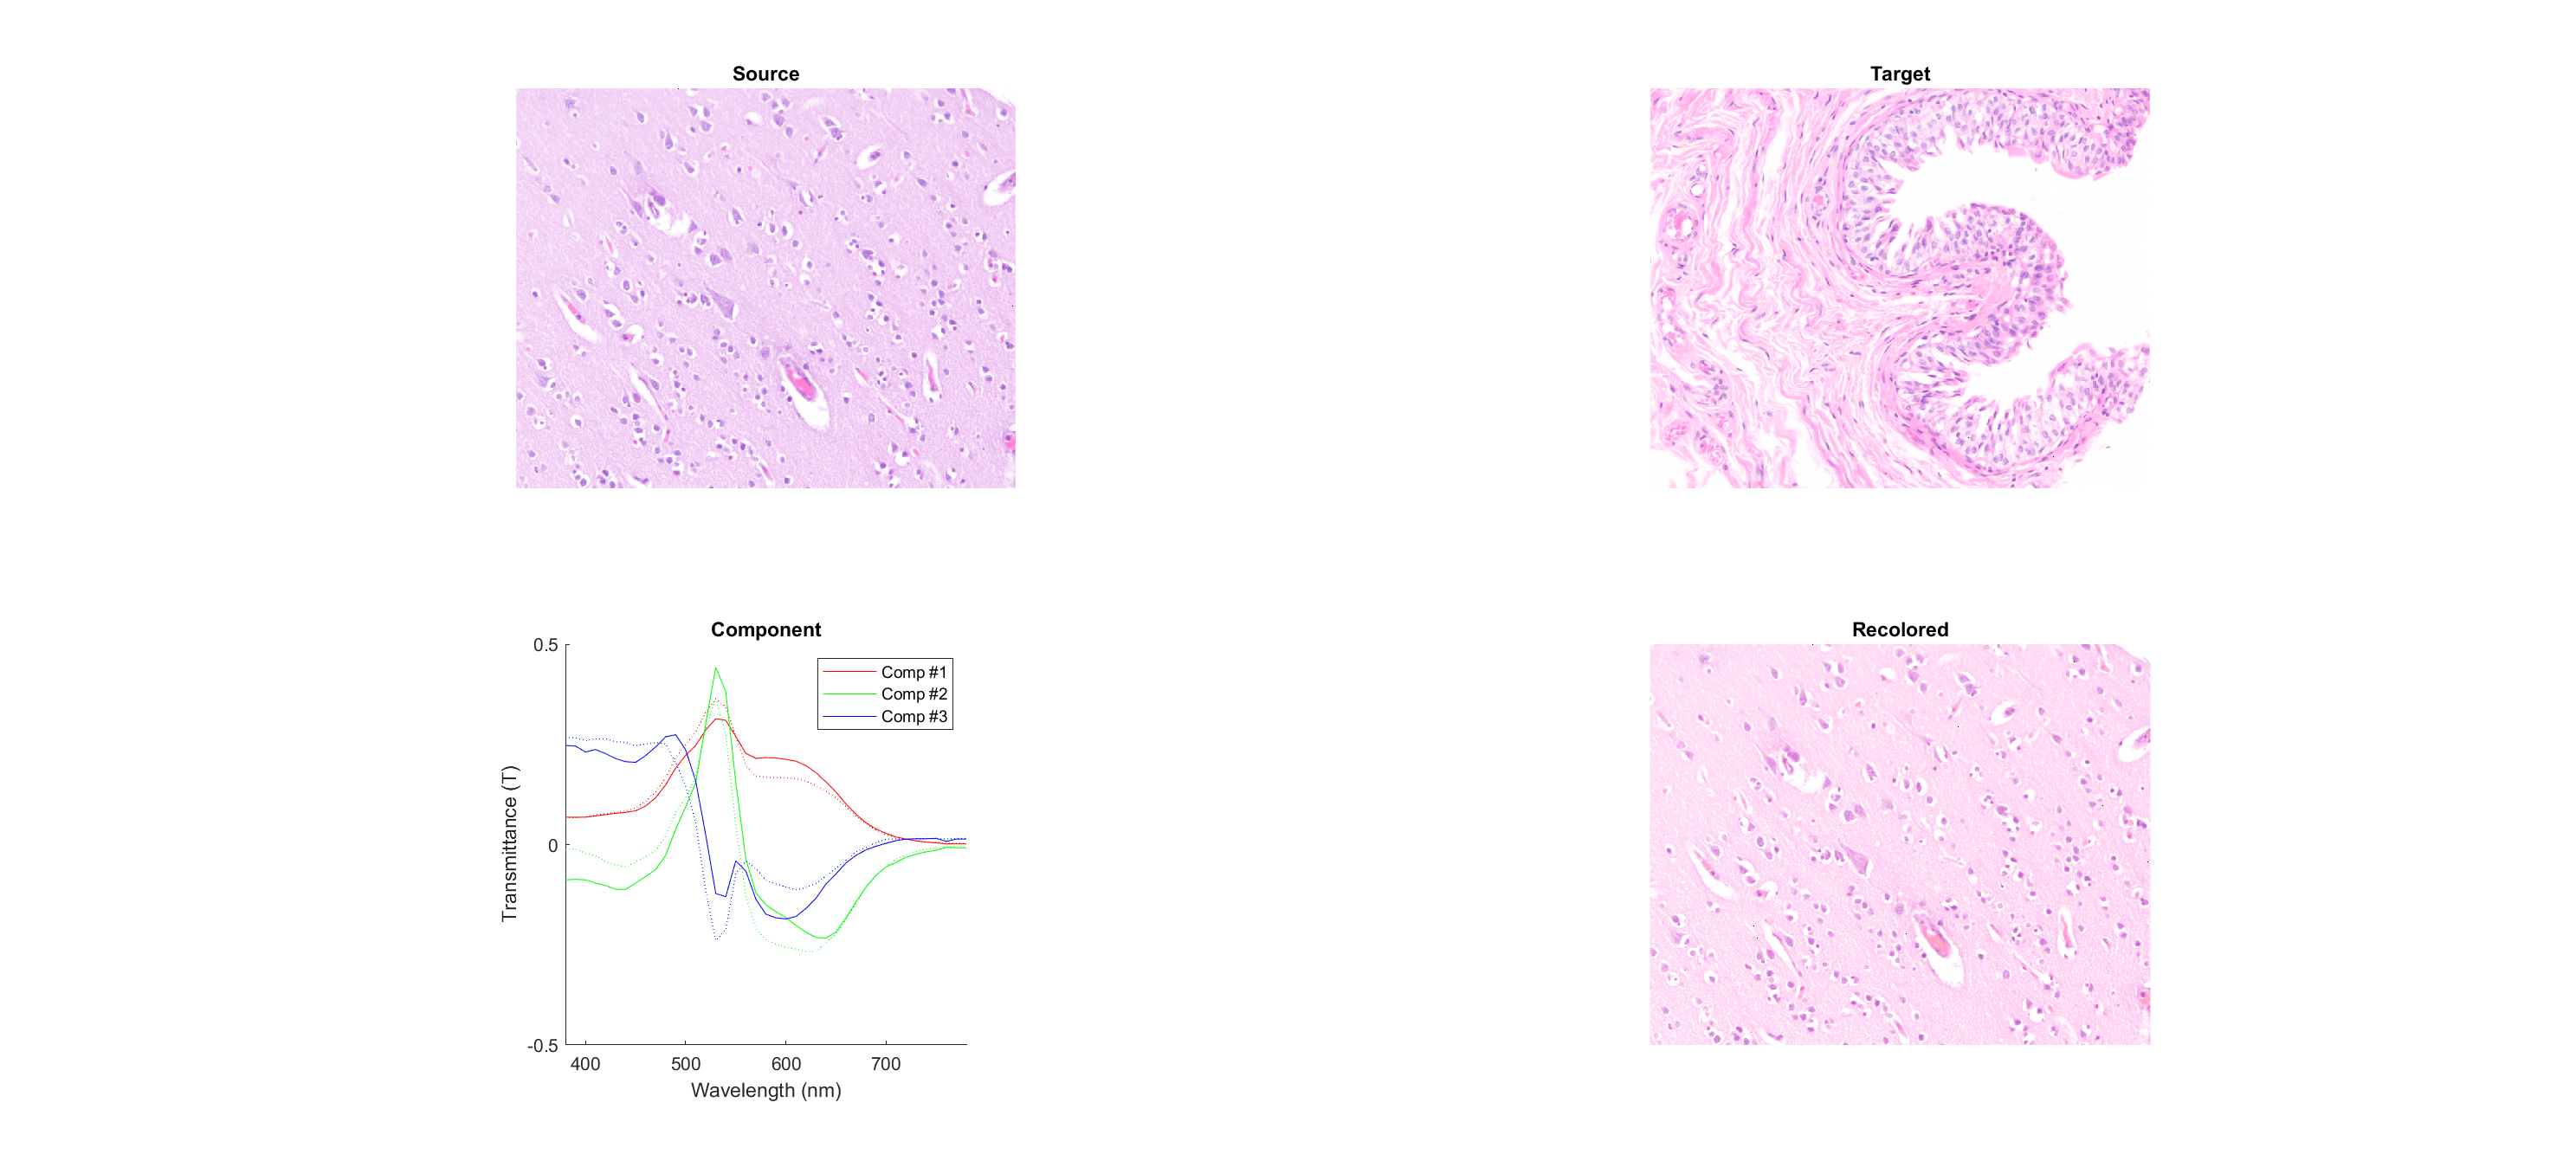 Source
Target
Component
Recolored
0.5
0
-0.5
Transmittance (T)
Comp #1
Comp #2
Comp #3
400 500 600 700
Wavelength (nm)